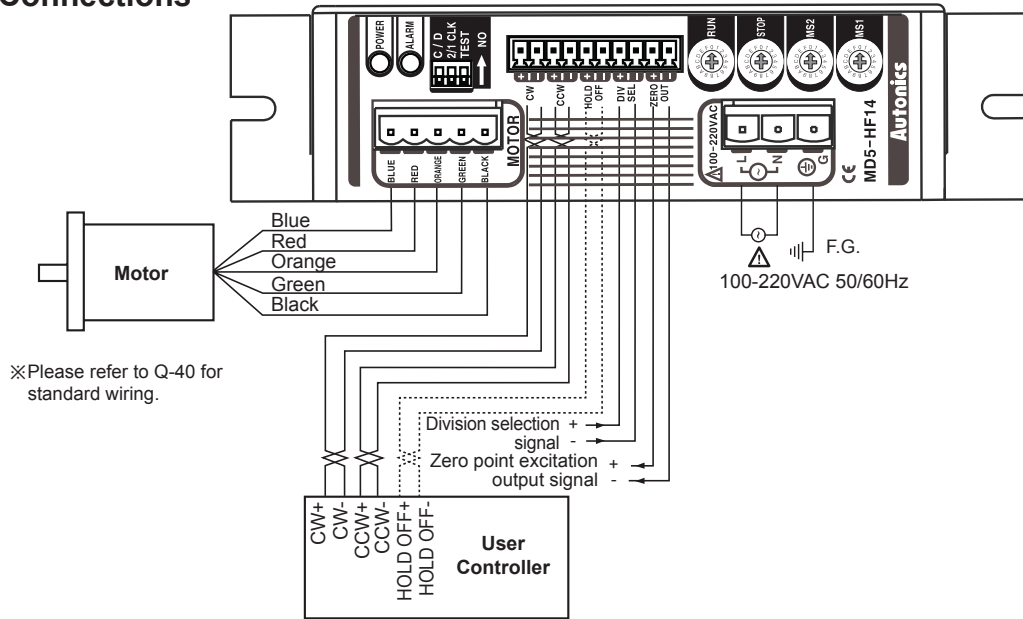 Connections
POWER
ALARM
C / D
2/1 CLK
TEST
NO
+ - + - + - + - + -
CW
CCW
HOLD
OFF
DIV
SEL
ZERO
OUT
RUN
STOP
MS2
MS1
MOTOR
BLUE
RED
ORANGE
GREEN
BLACK
100-220VAC
L
N
G
CE
MD5-HF14
Autonics
Motor
Blue
Red
Orange
Green
Black
F.G.
100-220VAC 50/60Hz
※Please refer to Q-40 for
standard wiring.
Division selection +
signal -
Zero point excitation +
output signal -
CW+
CW-
CCW+
CCW-
HOLD OFF+
HOLD OFF-
User
Controller